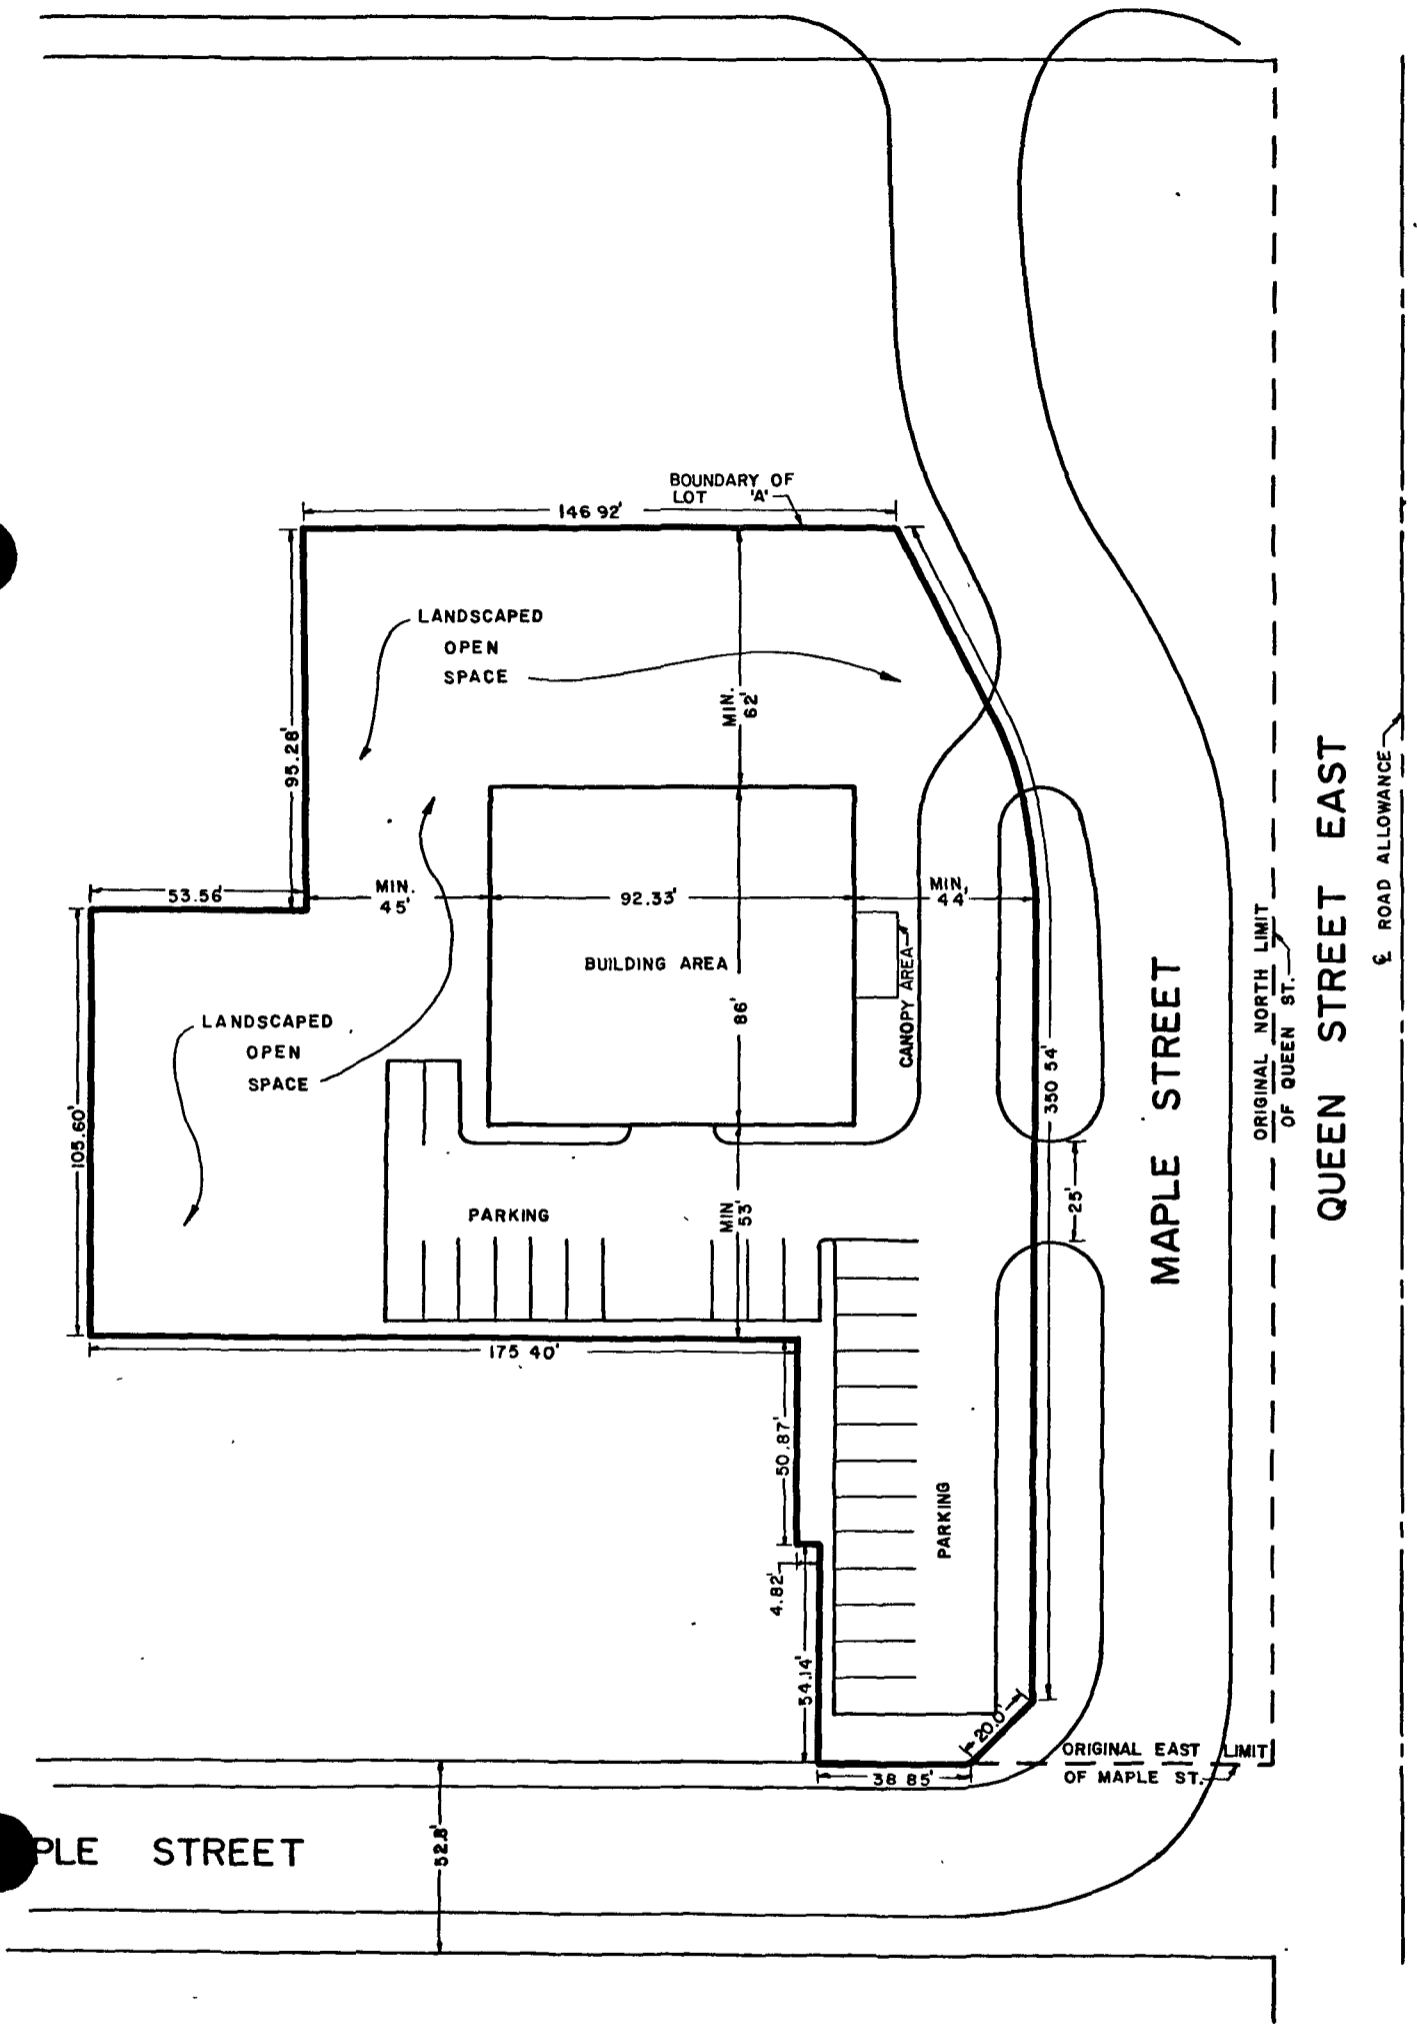 BOUNDARY OF
LOT 'A'
146 92'
LANDSCAPED
OPEN
SPACE
MIN.
62'
95.28'
53.56'
MIN.
45'
92.33'
MIN.
44'
BUILDING AREA
86'
CANOPY AREA
LANDSCAPED
OPEN
SPACE
105.60'
350 54'
25'
MAPLE STREET
ORIGINAL NORTH LIMIT
OF QUEEN ST.
QUEEN STREET EAST
℄ ROAD ALLOWANCE
PARKING
MIN
53'
175 40'
50.87'
4.82'
54.14'
PARKING
20.0'
38 85'
ORIGINAL EAST LIMIT
OF MAPLE ST.
PLE STREET
52.8'